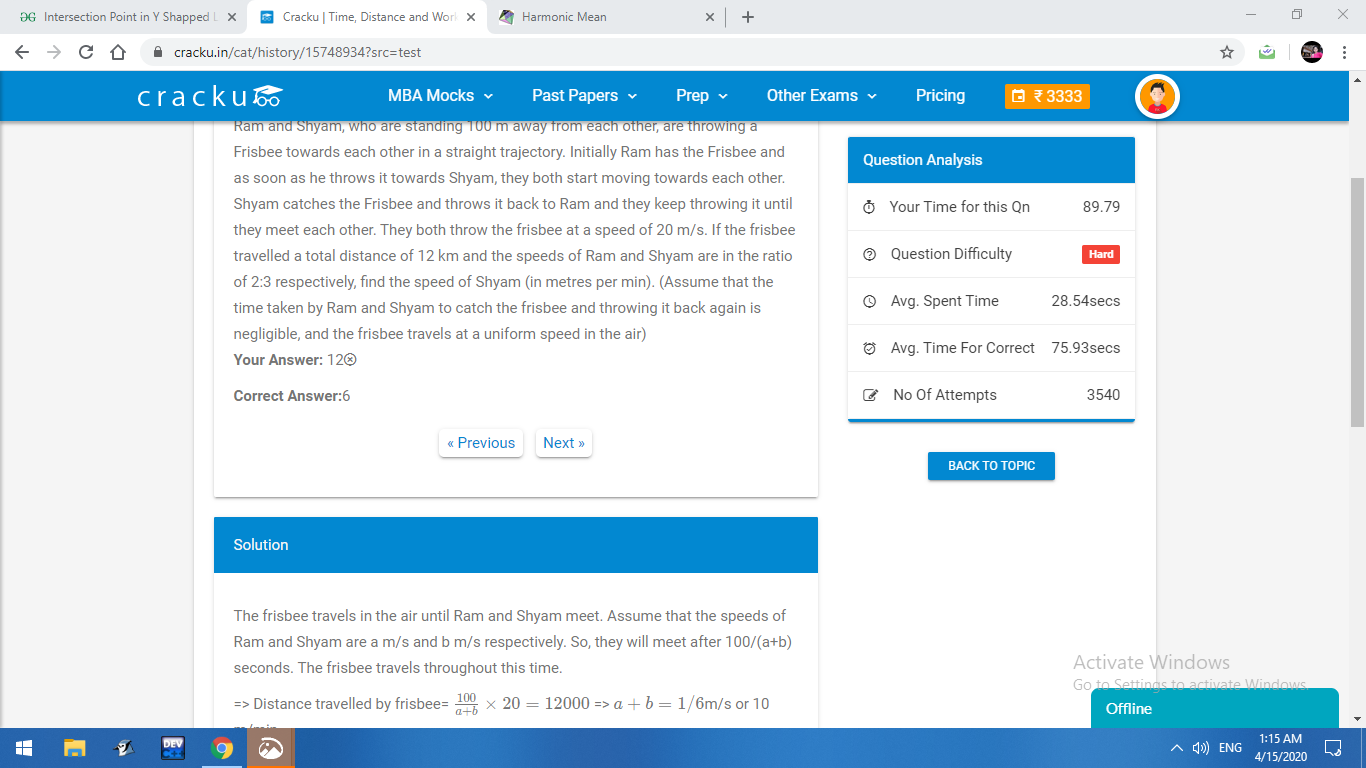 Intersection Point in Y Shapped L
Cracku | Time, Distance and Work
Harmonic Mean
cracku.in/cat/history/15748934?src=test
cracku
MBA Mocks
Past Papers
Prep
Other Exams
Pricing
₹ 3333
Ram and Shyam, who are standing 100 m away from each other, are throwing a
Frisbee towards each other in a straight trajectory. Initially Ram has the Frisbee and
as soon as he throws it towards Shyam, they both start moving towards each other.
Shyam catches the Frisbee and throws it back to Ram and they keep throwing it until
they meet each other. They both throw the frisbee at a speed of 20 m/s. If the frisbee
travelled a total distance of 12 km and the speeds of Ram and Shyam are in the ratio
of 2:3 respectively, find the speed of Shyam (in metres per min). (Assume that the
time taken by Ram and Shyam to catch the frisbee and throwing it back again is
negligible, and the frisbee travels at a uniform speed in the air)
Your Answer: 12
Correct Answer:6
« Previous
Next »
Question Analysis
Your Time for this Qn 89.79
Question Difficulty Hard
Avg. Spent Time 28.54secs
Avg. Time For Correct 75.93secs
No Of Attempts 3540
BACK TO TOPIC
Solution
The frisbee travels in the air until Ram and Shyam meet. Assume that the speeds of
Ram and Shyam are a m/s and b m/s respectively. So, they will meet after 100/(a+b)
seconds. The frisbee travels throughout this time.
=> Distance travelled by frisbee= 100/(a+b) × 20 = 12000 => a + b = 1/6m/s or 10
m/min
Activate Windows
Go to Settings to activate Windows.
Offline
DEV
ENG
1:15 AM
4/15/2020